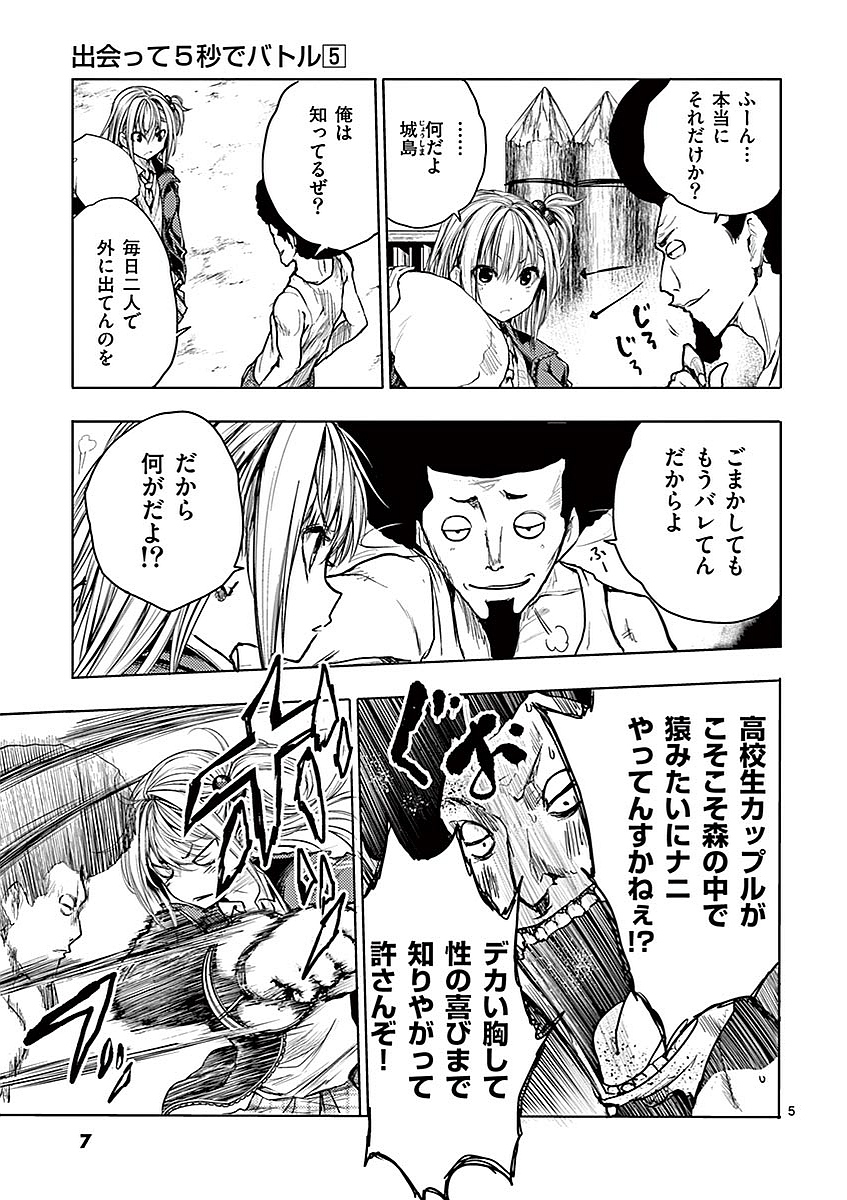 出会って5秒でバトル5
ふーん…
本当に
それだけか?
じろ
じろ
……
何だよ
城島
じょうしま
俺は
知ってるぜ?
毎日二人で
外に出てんのを
ごまかしても
もうバレてん
だからよ
ふー
だから
何がだよ!?
高校生カップルが
こそこそ森の中で
猿みたいにナニ
やってんすかねぇ!?
デカい胸して
性の喜びまで
知りやがって
許さんぞ!
5
7